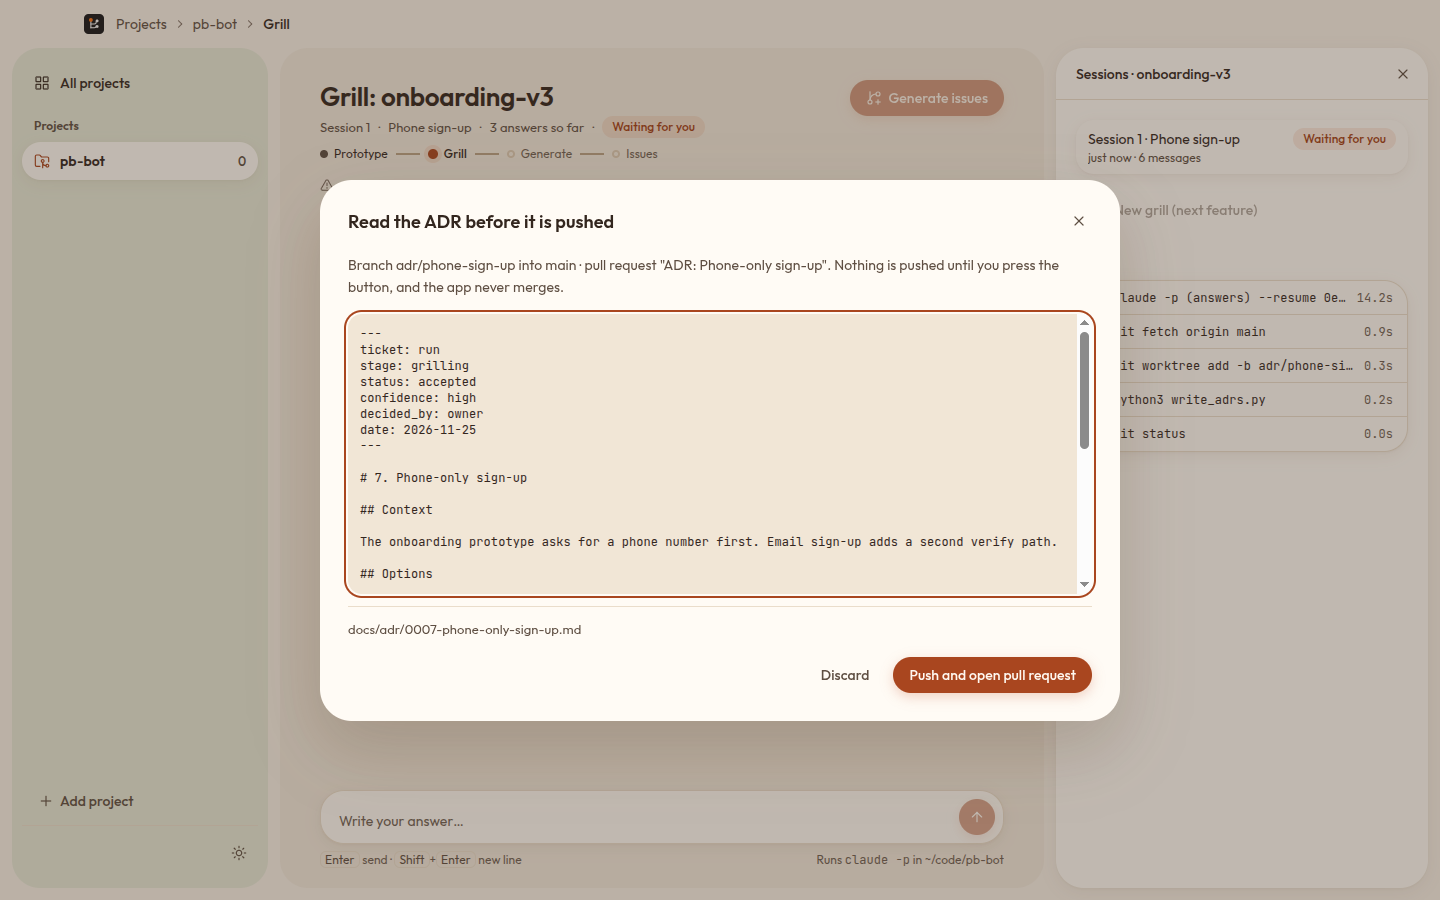 Projects > pb-bot > Grill
All projects
Projects
pb-bot 0
Add project
Grill: onboarding-v3
Generate issues
Session 1 · Phone sign-up · 3 answers so far · Waiting for you
Prototype Grill Generate Issues
Read the ADR before it is pushed
Branch adr/phone-sign-up into main · pull request "ADR: Phone-only sign-up". Nothing is pushed until you press the
button, and the app never merges.
---
ticket: run
stage: grilling
status: accepted
confidence: high
decided_by: owner
date: 2026-11-25
---
# 7. Phone-only sign-up
## Context
The onboarding prototype asks for a phone number first. Email sign-up adds a second verify path.
## Options
docs/adr/0007-phone-only-sign-up.md
Discard
Push and open pull request
Write your answer…
Enter send · Shift + Enter new line
Runs claude -p in ~/code/pb-bot
Sessions · onboarding-v3
Session 1 · Phone sign-up Waiting for you
just now · 6 messages
New grill (next feature)
laude -p (answers) --resume 0e… 14.2s
it fetch origin main 0.9s
it worktree add -b adr/phone-si… 0.3s
ython3 write_adrs.py 0.2s
it status 0.0s